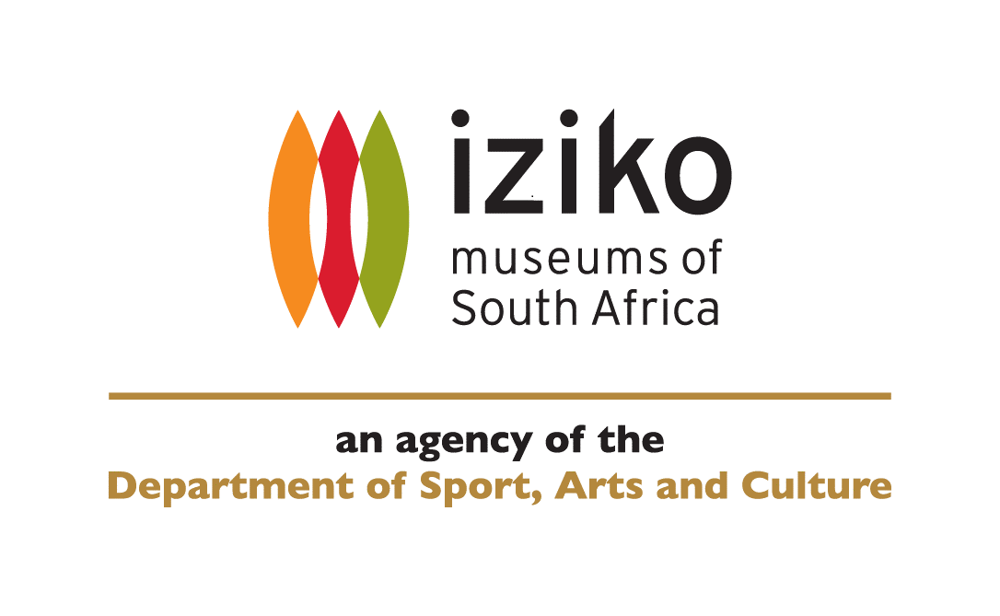 iziko
museums of
South Africa
an agency of the
Department of Sport, Arts and Culture